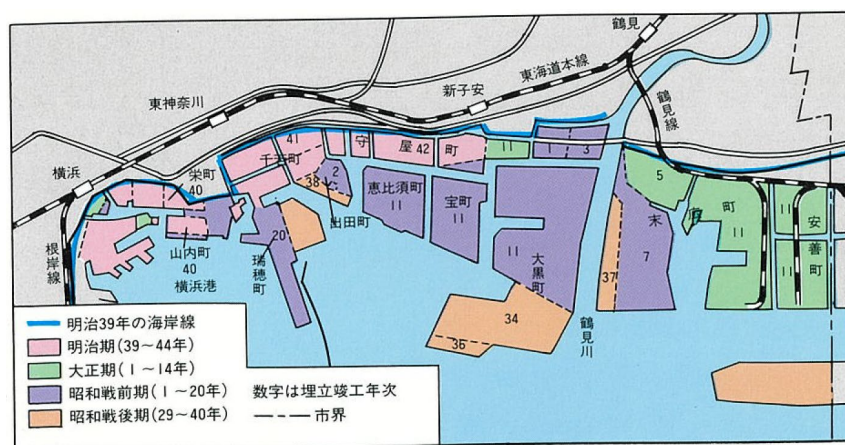 鶴見
東海道本線
新子安
東神奈川
鶴見線
横浜
栄町
40
千若町
41
守
屋
42
町
11
1
3
38
2
出田町
恵比須町
11
宝町
11
5
末
広
町
11
11
安
善
町
11
根岸線
山内町
40
横浜港
20
瑞穂町
11
大黒町
37
7
34
36
鶴見川
明治39年の海岸線
明治期(39~44年)
大正期(1~14年)
昭和戦前期(1~20年)
昭和戦後期(29~40年)
数字は埋立竣工年次
市界